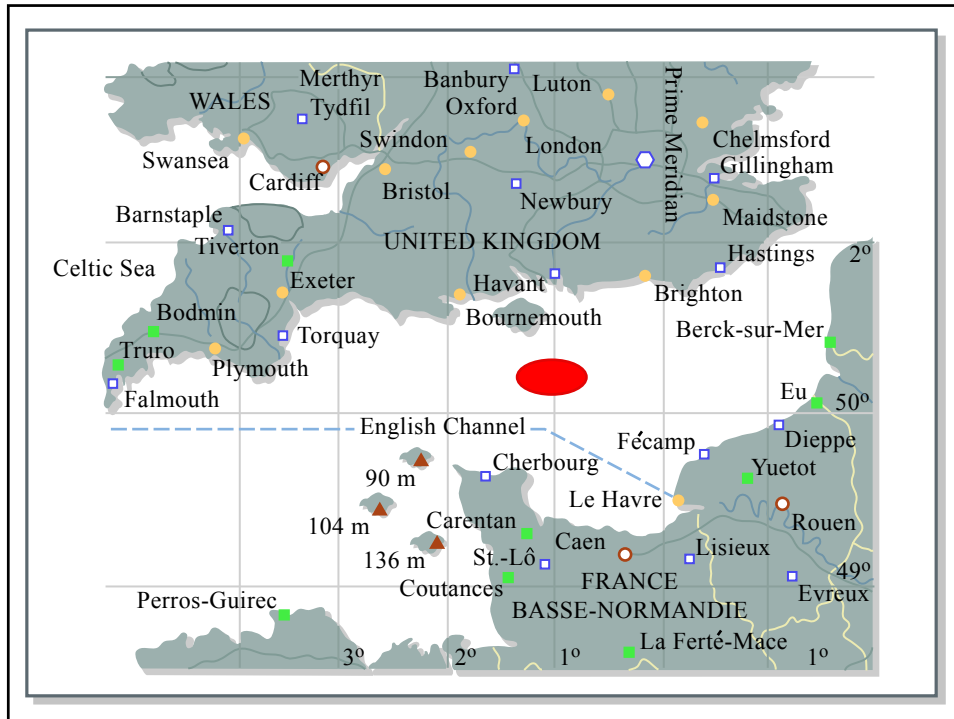 Merthyr
Tydfil
WALES
Banbury
Luton
Oxford
Prime Meridian
Swansea
Swindon
London
Chelmsford
Gillingham
Cardiff
Bristol
Newbury
Maidstone
Barnstaple
Tiverton
UNITED KINGDOM
Hastings
2º
Celtic Sea
Exeter
Havant
Brighton
Bodmin
Bournemouth
Torquay
Berck-sur-Mer
Truro
Plymouth
Falmouth
Eu
50º
English Channel
Fécamp
Dieppe
90 m
Cherbourg
Yuetot
Le Havre
104 m
Carentan
Rouen
136 m
St.-Lô
Caen
Lisieux
Coutances
FRANCE
49º
Evreux
Perros-Guirec
BASSE-NORMANDIE
La Ferté-Mace
3º
2º
1º
1º